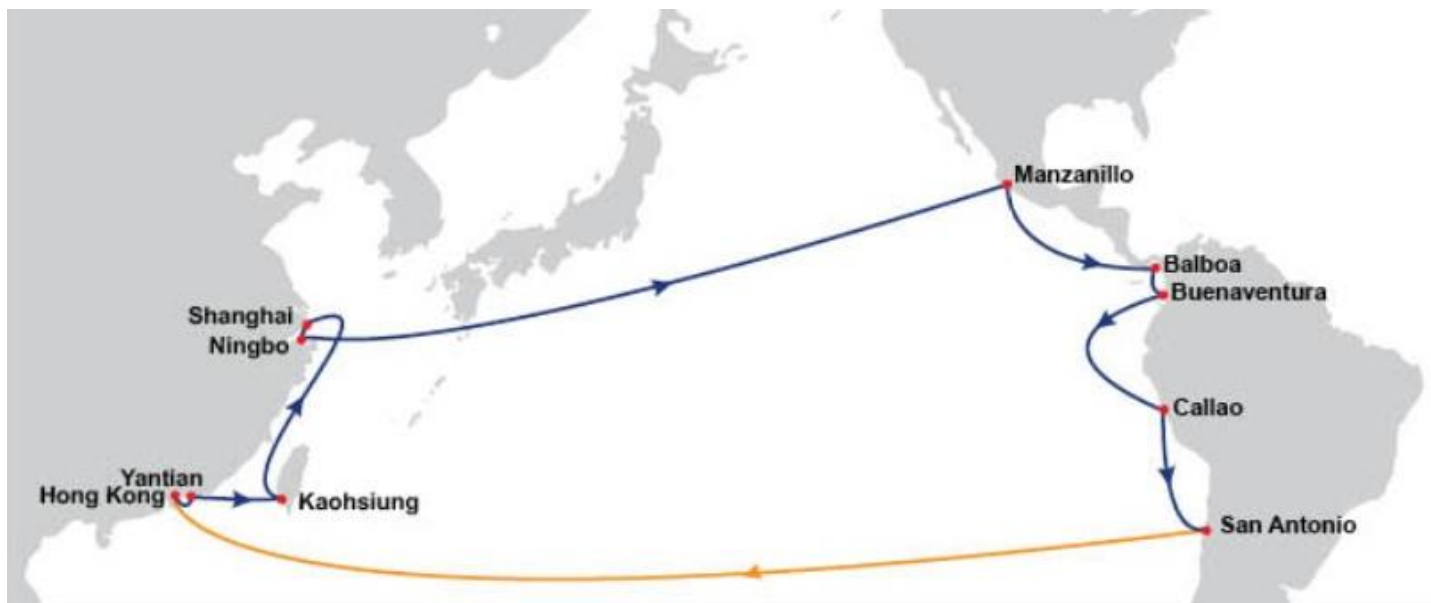 Manzanillo
Balboa
Buenaventura
Shanghai
Ningbo
Callao
Yantian
Hong Kong
Kaohsiung
San Antonio